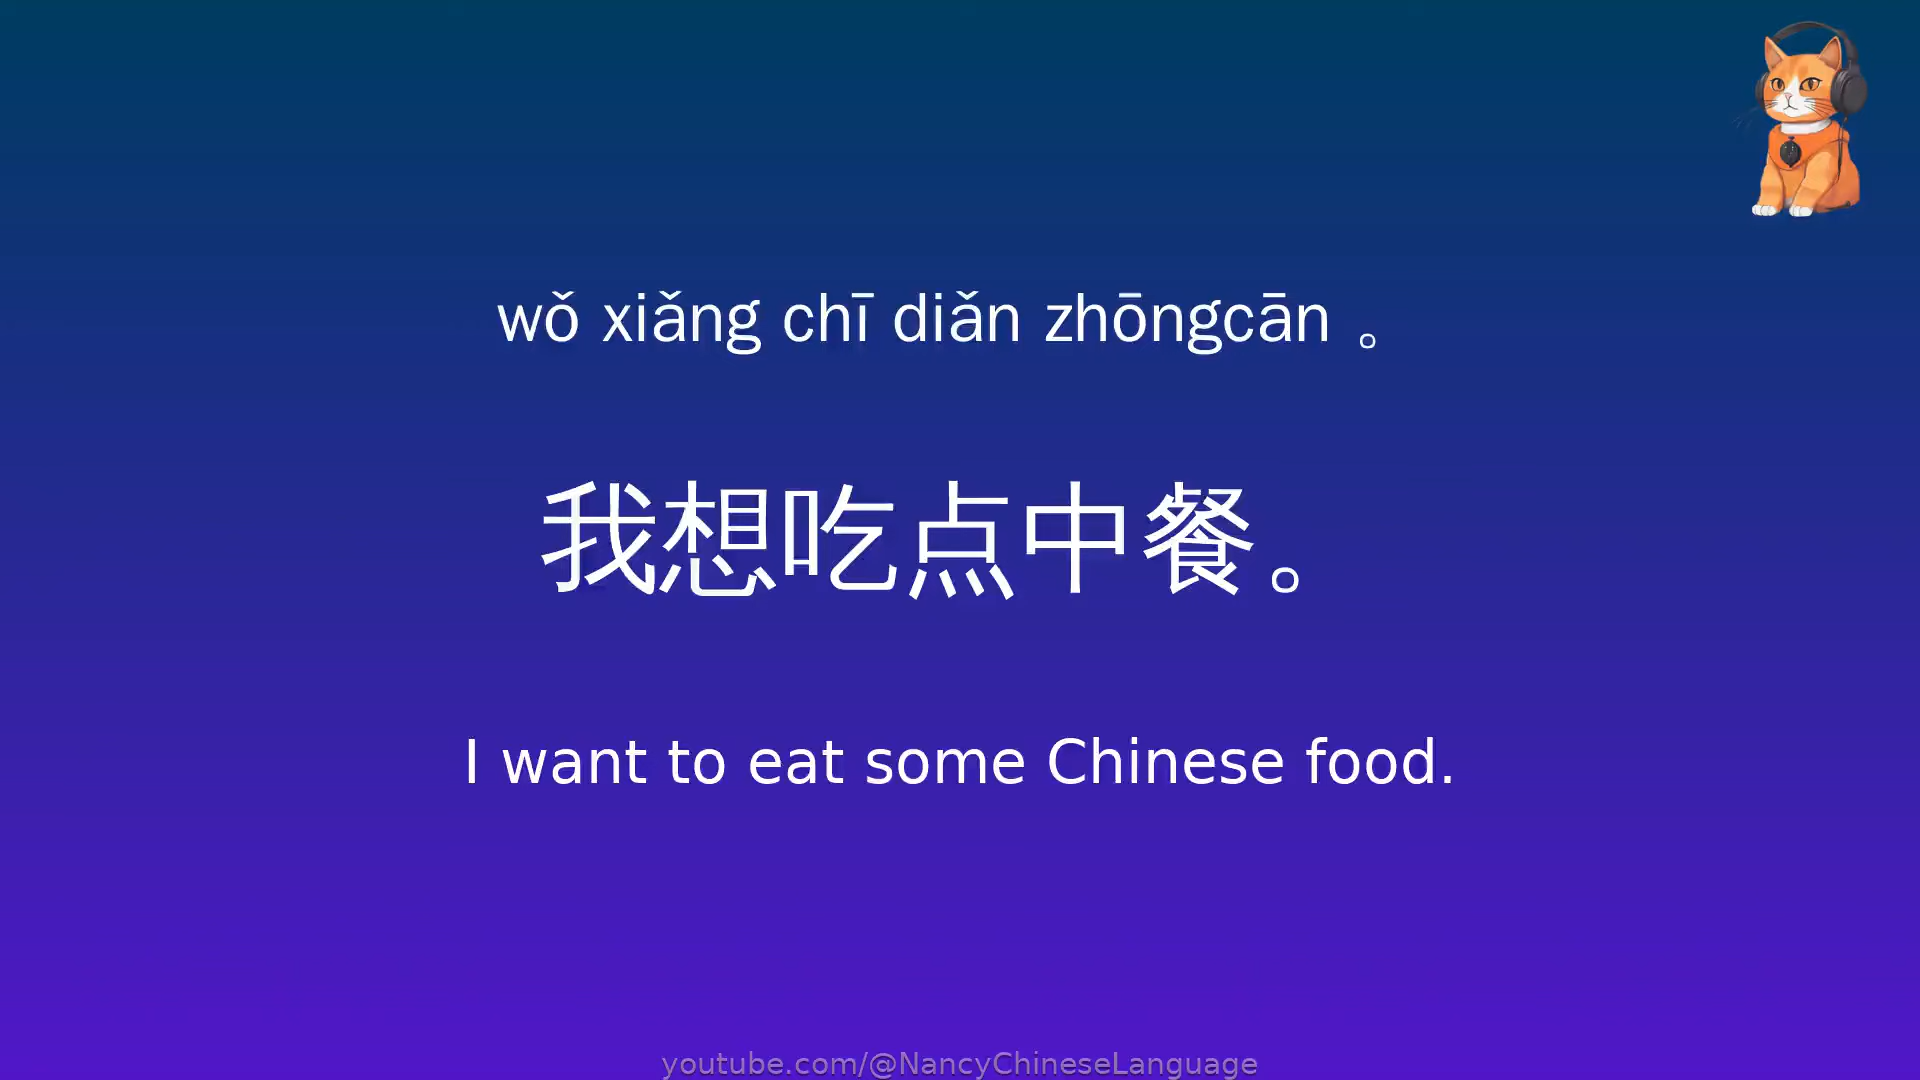 wǒ xiǎng chī diǎn zhōngcān 。
我想吃点中餐。
I want to eat some Chinese food.
youtube.com/@NancyChineseLanguage